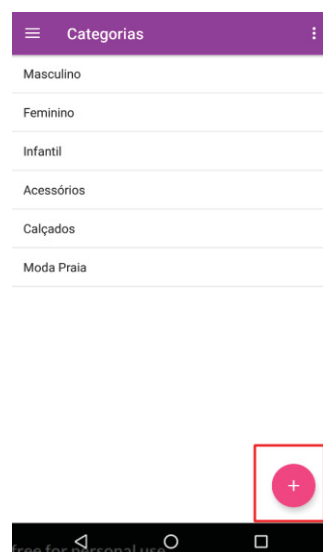 Categorias
Masculino
Feminino
Infantil
Acessórios
Calçados
Moda Praia
free for personal use